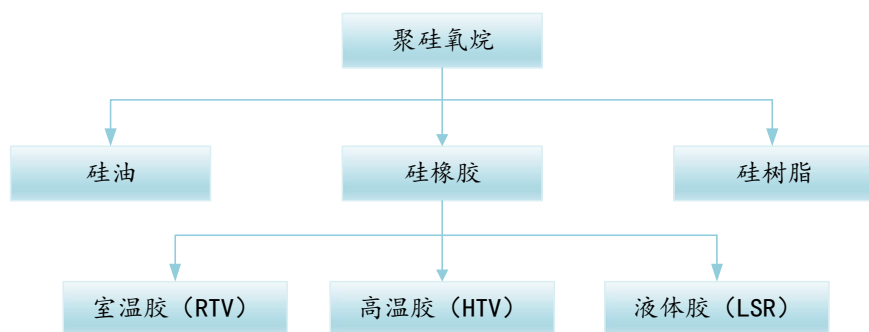 聚硅氧烷
硅油
硅橡胶
硅树脂
室温胶（RTV）
高温胶（HTV）
液体胶（LSR）